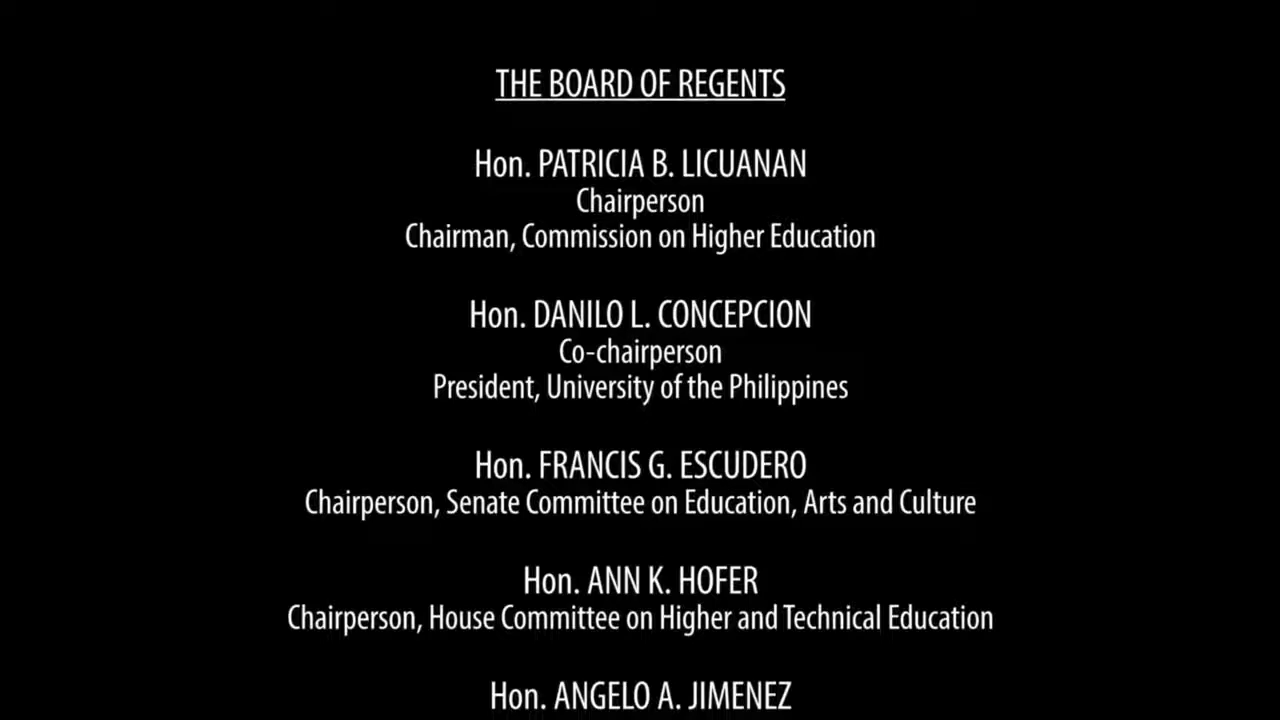 THE BOARD OF REGENTS
Hon. PATRICIA B. LICUANAN
Chairperson
Chairman, Commission on Higher Education
Hon. DANILO L. CONCEPCION
Co-chairperson
President, University of the Philippines
Hon. FRANCIS G. ESCUDERO
Chairperson, Senate Committee on Education, Arts and Culture
Hon. ANN K. HOFER
Chairperson, House Committee on Higher and Technical Education
Hon. ANGELO A. JIMENEZ